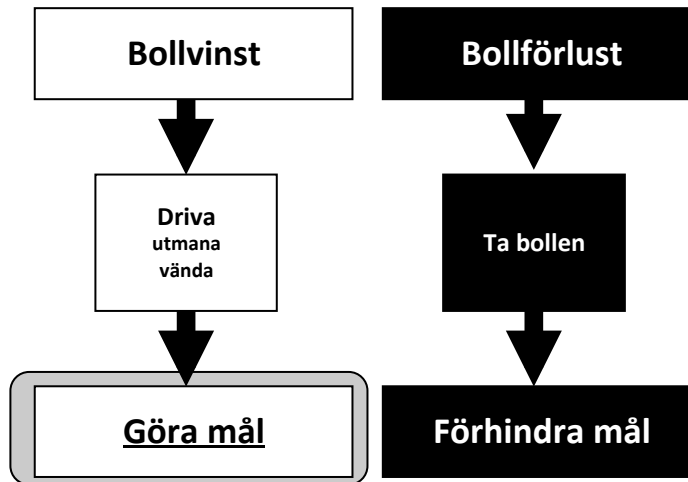 Bollvinst
Bollförlust
Driva
utmana
vända
Ta bollen
Göra mål
Förhindra mål